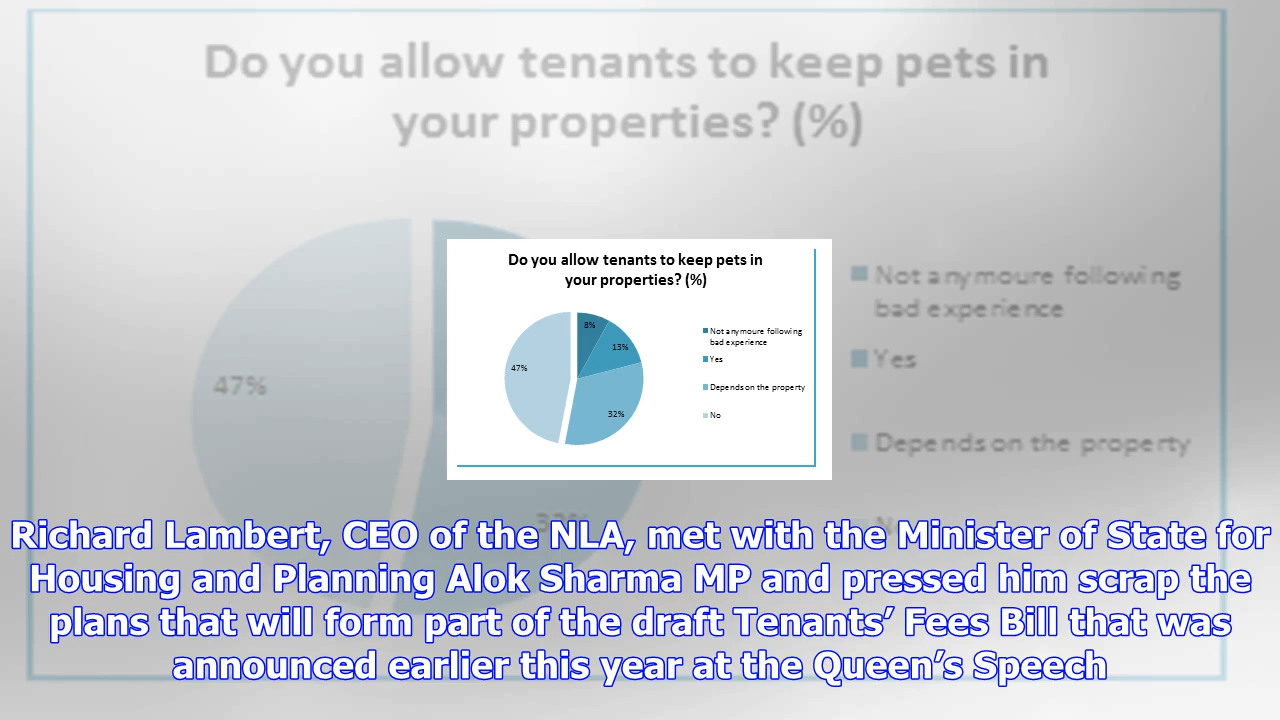 Do you allow tenants to keep pets in
your properties? (%)
47%
Not anymoure following
bad experience
Yes
Depends on the property
32%
Do you allow tenants to keep pets in
your properties? (%)
8%
13%
47%
32%
Not anymoure following
bad experience
Yes
Depends on the property
No
Richard Lambert, CEO of the NLA, met with the Minister of State for
Housing and Planning Alok Sharma MP and pressed him scrap the
plans that will form part of the draft Tenants’ Fees Bill that was
announced earlier this year at the Queen’s Speech